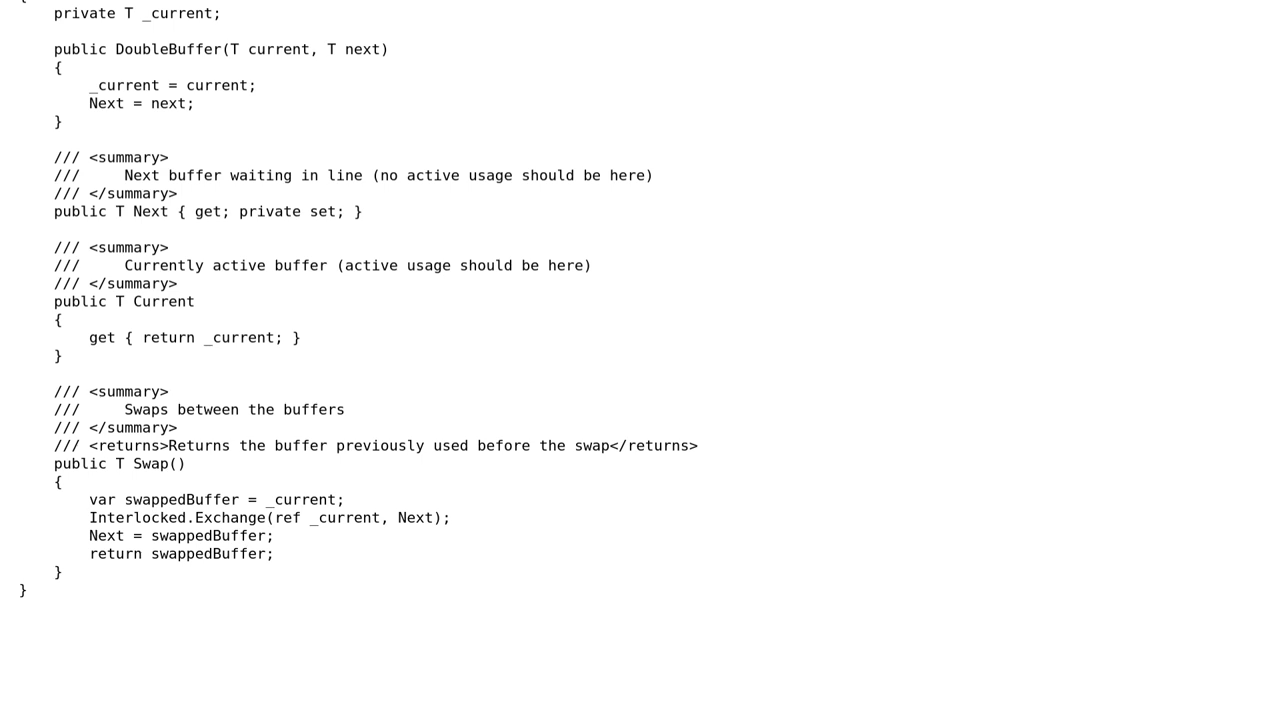 {
    private T _current;

    public DoubleBuffer(T current, T next)
    {
        _current = current;
        Next = next;
    }

    /// <summary>
    ///     Next buffer waiting in line (no active usage should be here)
    /// </summary>
    public T Next { get; private set; }

    /// <summary>
    ///     Currently active buffer (active usage should be here)
    /// </summary>
    public T Current
    {
        get { return _current; }
    }

    /// <summary>
    ///     Swaps between the buffers
    /// </summary>
    /// <returns>Returns the buffer previously used before the swap</returns>
    public T Swap()
    {
        var swappedBuffer = _current;
        Interlocked.Exchange(ref _current, Next);
        Next = swappedBuffer;
        return swappedBuffer;
    }
}